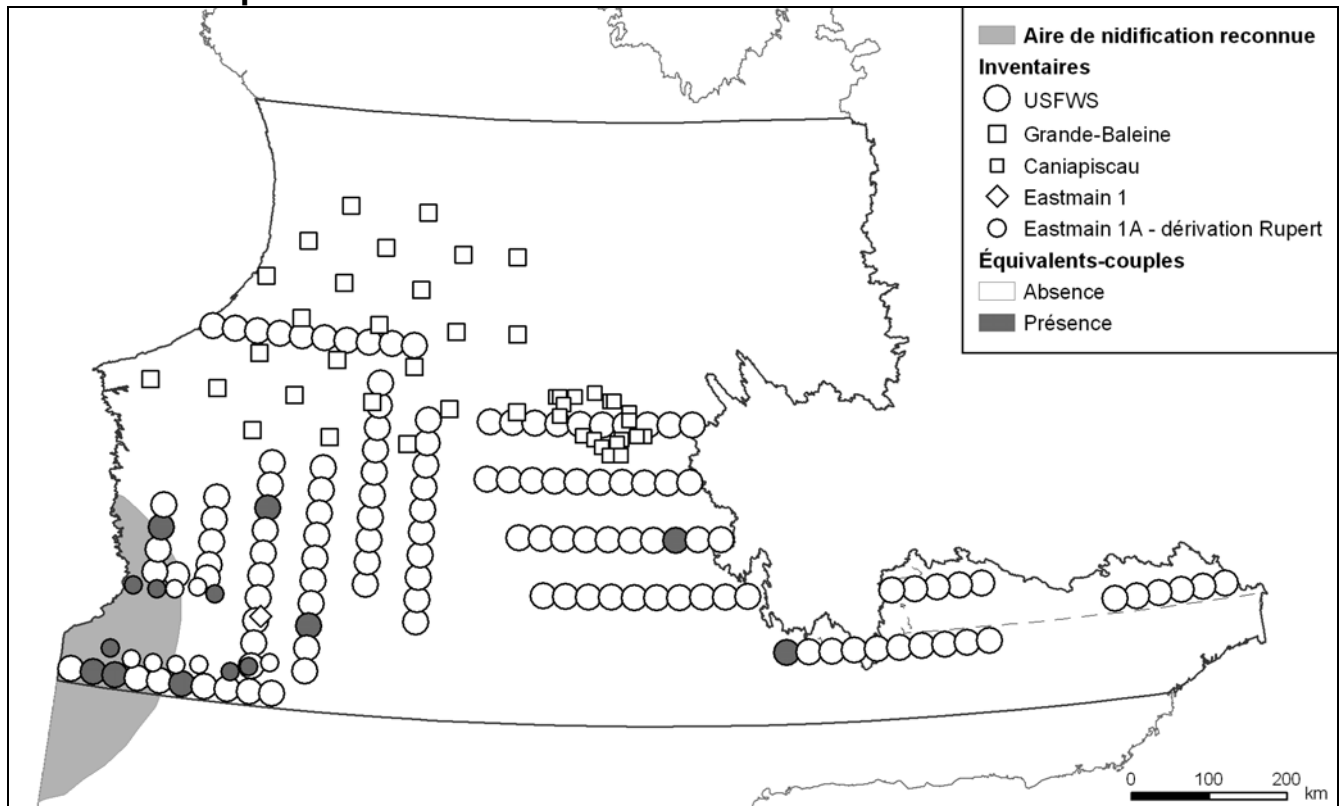 Aire de nidification reconnue
Inventaires
USFWS
Grande-Baleine
Caniapiscau
Eastmain 1
Eastmain 1A - dérivation Rupert
Équivalents-couples
Absence
Présence
0 100 200
km